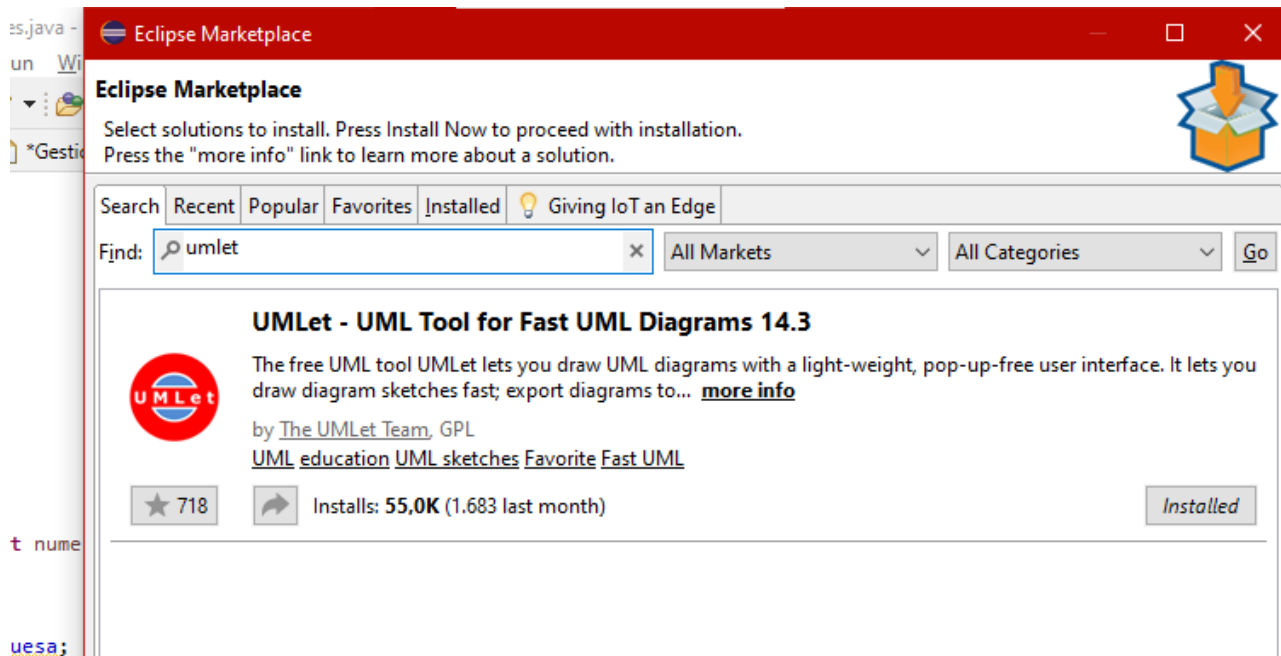 es.java -
Eclipse Marketplace
un Wi
Eclipse Marketplace
Select solutions to install. Press Install Now to proceed with installation.
Press the "more info" link to learn more about a solution.
*Gestio
Search Recent Popular Favorites Installed Giving IoT an Edge
Find: umlet All Markets All Categories Go
UMLet - UML Tool for Fast UML Diagrams 14.3
The free UML tool UMLet lets you draw UML diagrams with a light-weight, pop-up-free user interface. It lets you
draw diagram sketches fast; export diagrams to... more info
UMLet
by The UMLet Team, GPL
UML education UML sketches Favorite Fast UML
718 Installs: 55,0K (1.683 last month) Installed
t nume
uesa;